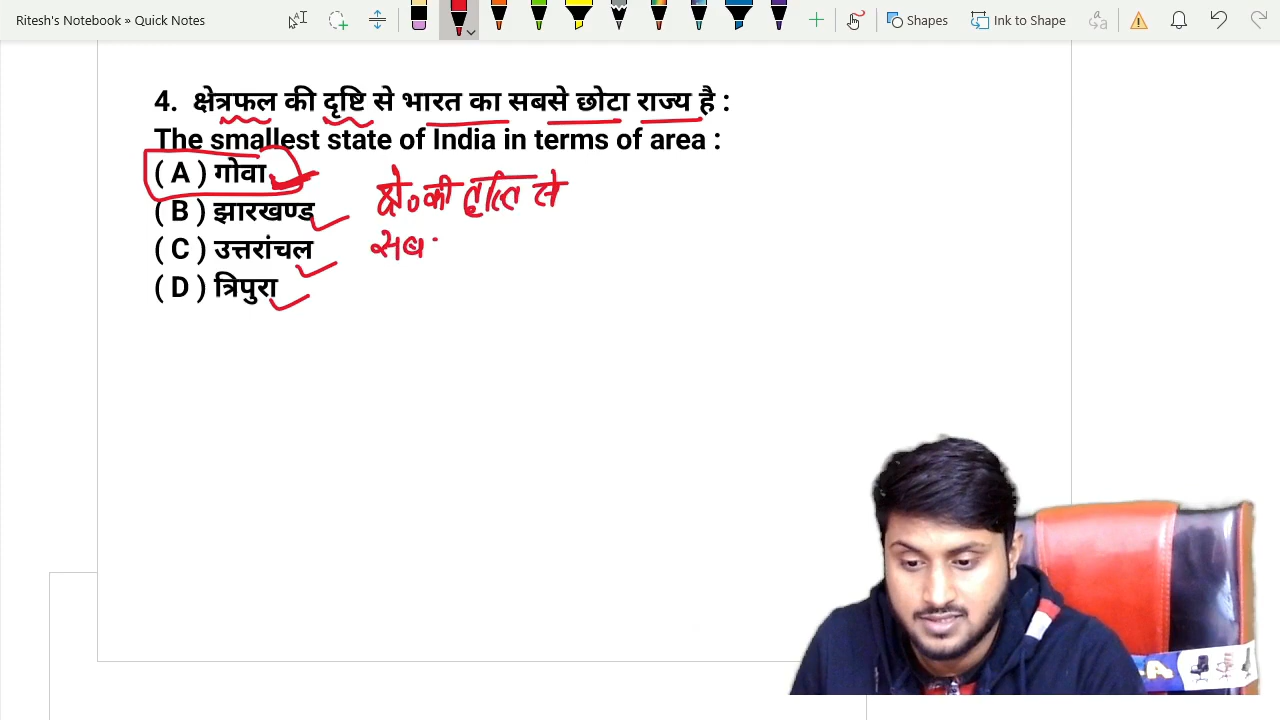 Ritesh's Notebook » Quick Notes
Shapes
Ink to Shape
4. क्षेत्रफल की दृष्टि से भारत का सबसे छोटा राज्य है :
The smallest state of India in terms of area :
( A ) गोवा
( B ) झारखण्ड
( C ) उत्तरांचल
( D ) त्रिपुरा
क्षे० की दृष्टि से
सब